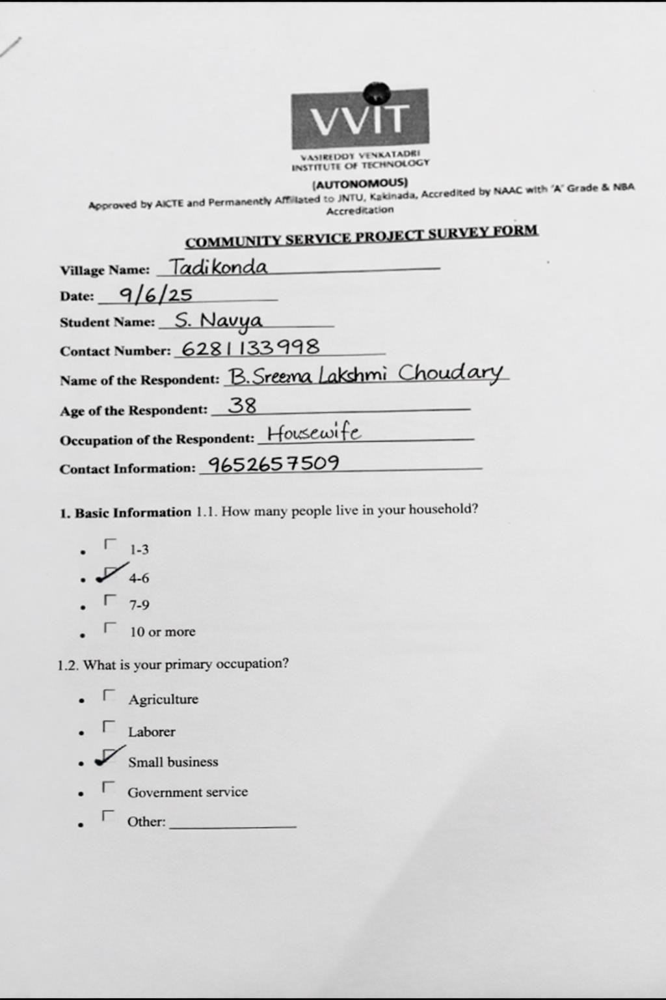 VVIT
VASIREDDY VENKATADRI
INSTITUTE OF TECHNOLOGY
(AUTONOMOUS)
Approved by AICTE and Permanently Affiliated to JNTU, Kakinada, Accredited by NAAC with "A" Grade & NBA
Accreditation
COMMUNITY SERVICE PROJECT SURVEY FORM
Village Name: Tadikonda
Date: 9/6/25
Student Name: S. Navya
Contact Number: 6281133998
Name of the Respondent: B. Lakshmi Choudary
Age of the Respondent: 38
Occupation of the Respondent: Housewife
Contact Information: 9652657509
1. Basic Information 1.1. How many people live in your household?
• 1-3
• ✓ 4-6
• 7-9
• 10 or more
1.2. What is your primary occupation?
• Agriculture
• Laborer
• ✓ Small business
• Government service
• Other: